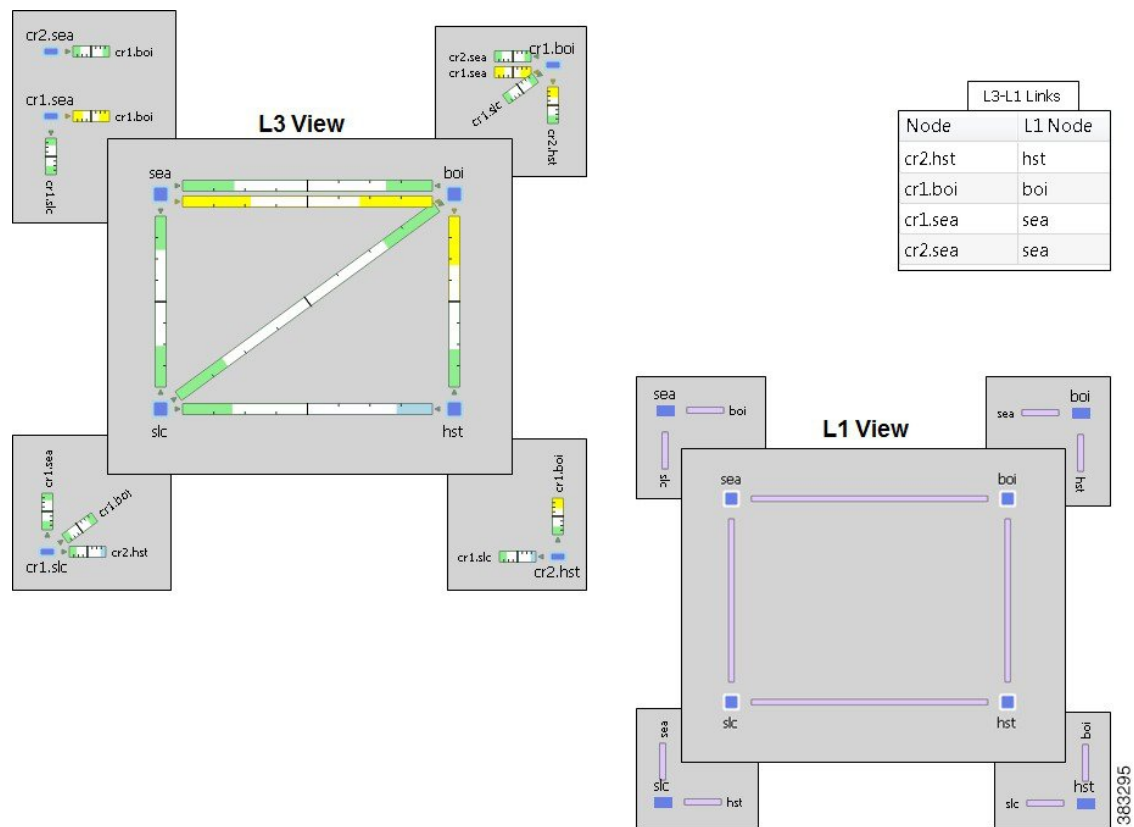 cr2.sea
cr1.boi
cr1.sea
cr1.boi
cr1.slc
L3 View
cr2.sea
cr1.boi
cr1.sea
cr1.slc
cr2.hst
sea
boi
slc
hst
cr1.sea
cr1.boi
cr2.hst
cr1.slc
cr1.boi
cr1.slc
cr2.hst
L3-L1 Links
Node L1 Node
cr2.hst hst
cr1.boi boi
cr1.sea sea
cr2.sea sea
sea
boi
slc
L1 View
boi
sea
hst
sea
boi
slc
hst
sea
slc
hst
boi
hst
slc
383295